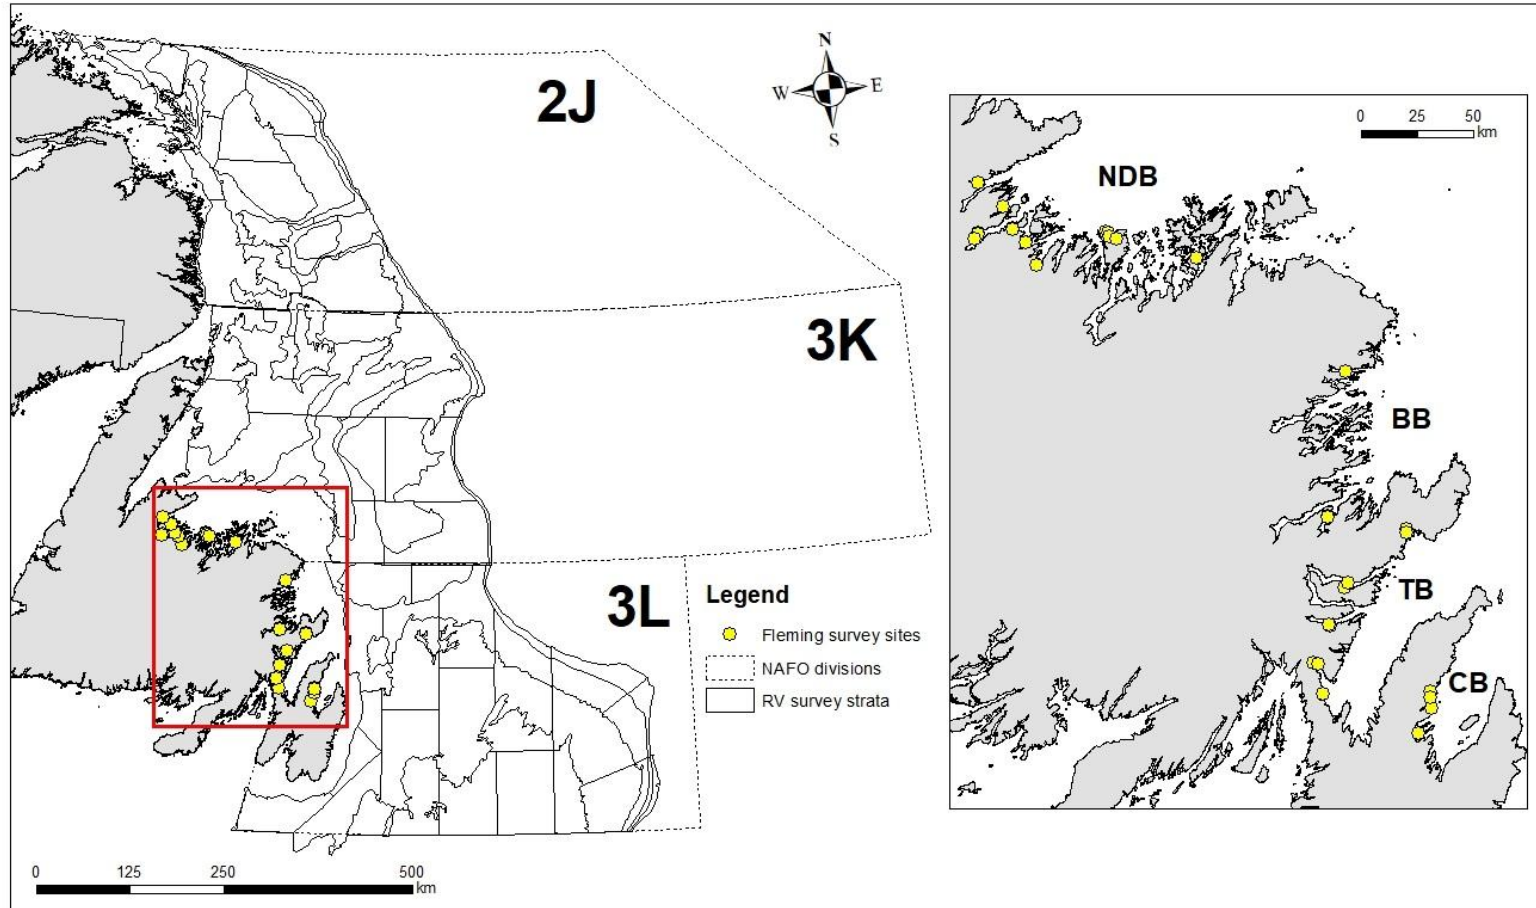 2J
3K
3L
N
W E
S
Legend
Fleming survey sites
NAFO divisions
RV survey strata
0 125 250 500
km
0 25 50
km
NDB
BB
TB
CB